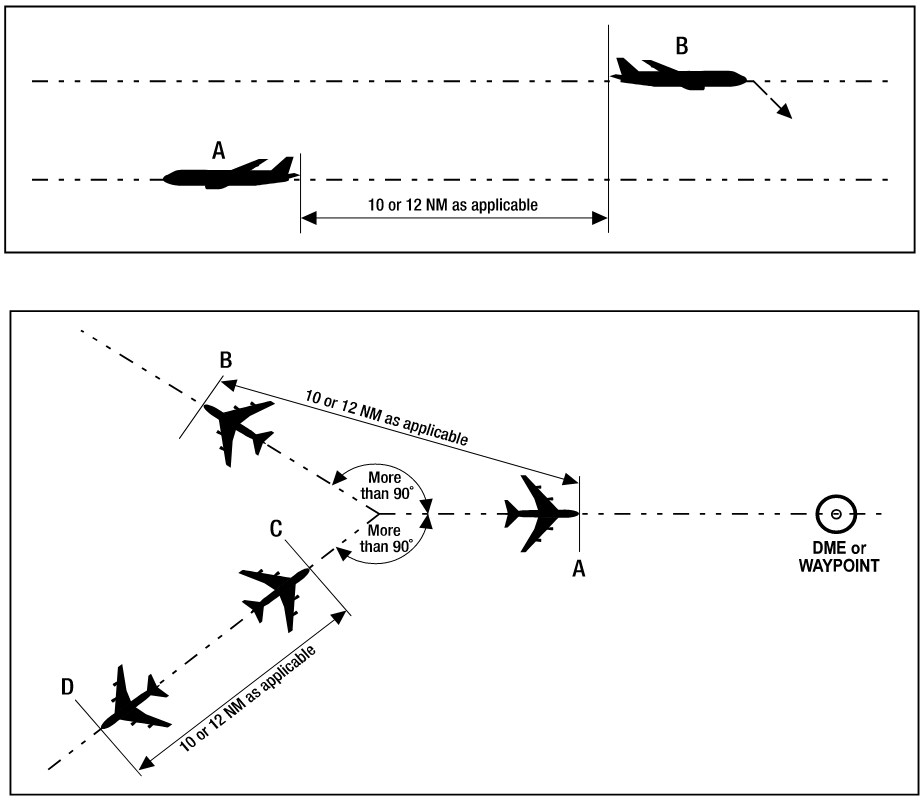 B
A
10 or 12 NM as applicable
B
10 or 12 NM as applicable
More
than 90°
C
More
than 90°
A
DME or
WAYPOINT
D
10 or 12 NM as applicable